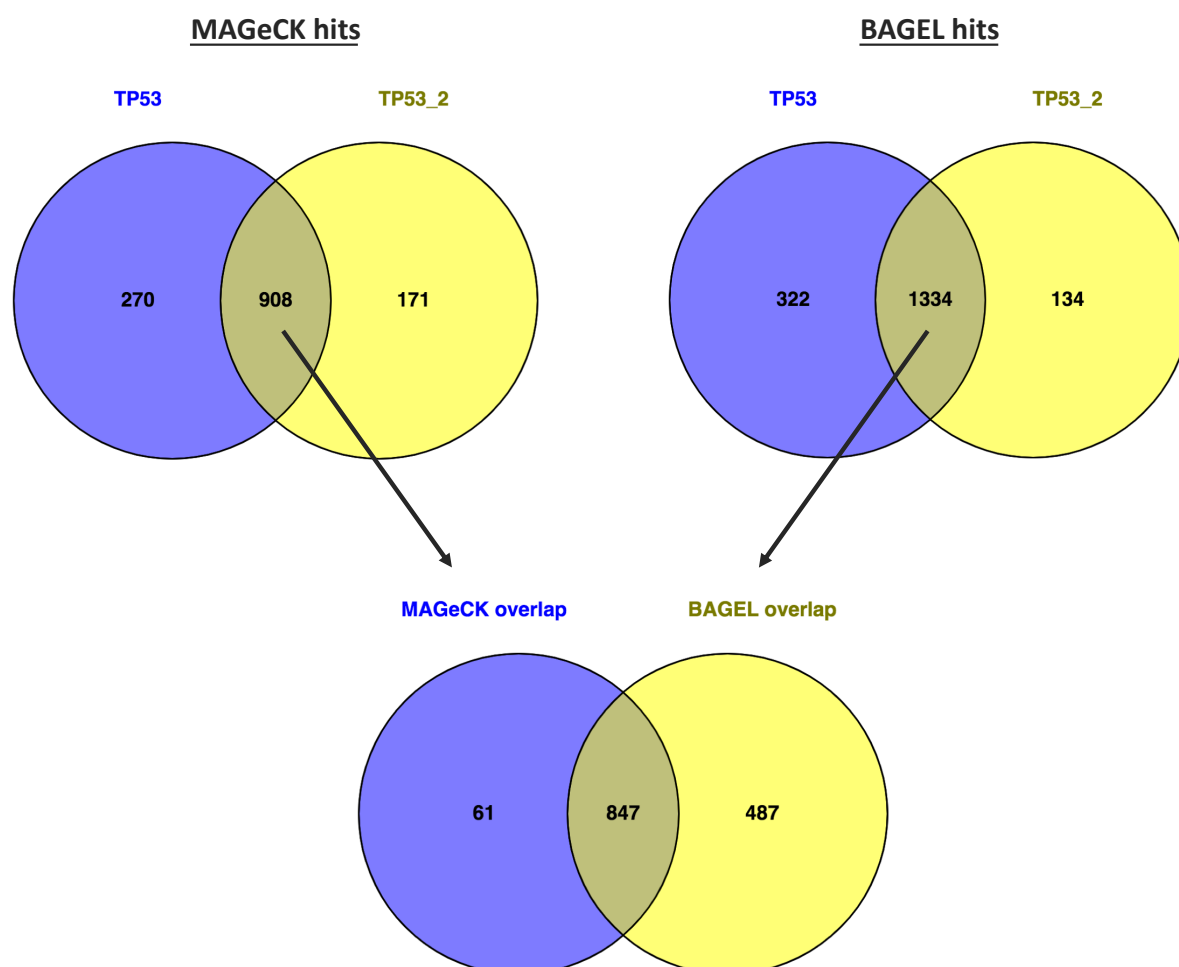 MAGeCK hits
BAGEL hits
TP53
TP53_2
TP53
TP53_2
270
908
171
322
1334
134
MAGeCK overlap
BAGEL overlap
61
847
487